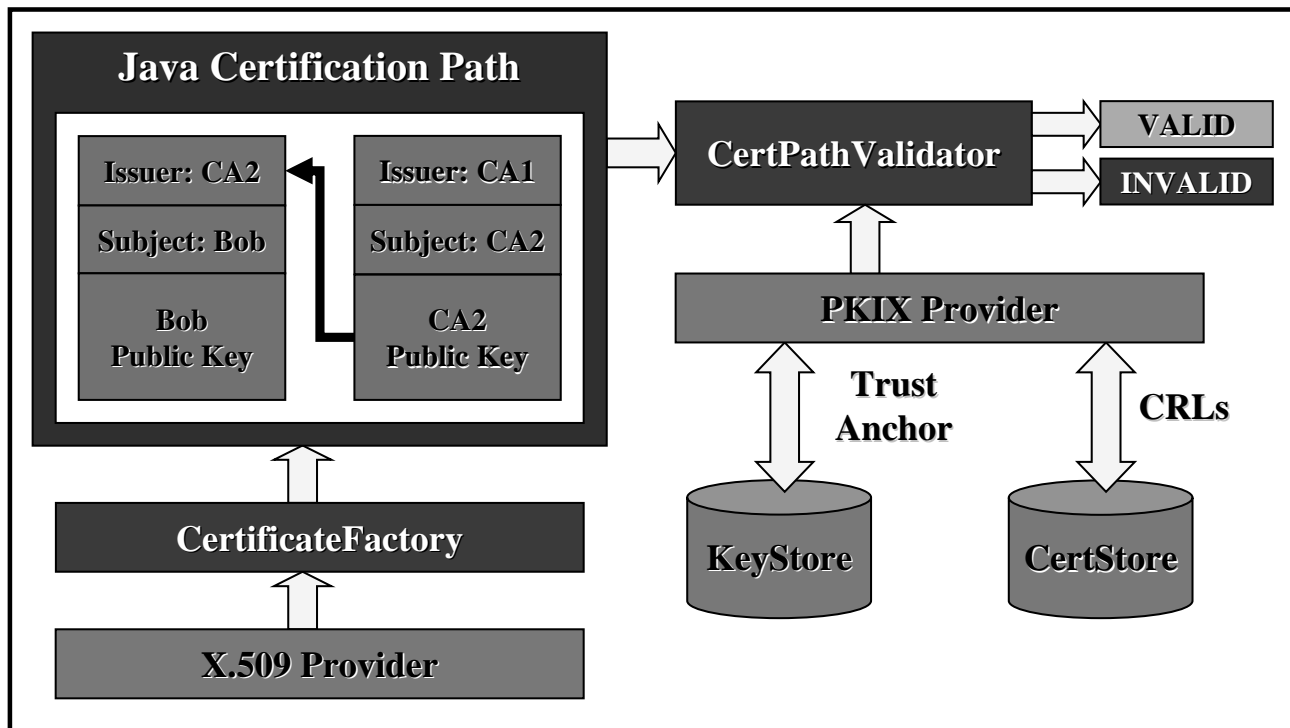 Java Certification Path
Issuer: CA2
Subject: Bob
Bob
Public Key
Issuer: CA1
Subject: CA2
CA2
Public Key
CertificateFactory
X.509 Provider
CertPathValidator
VALID
INVALID
PKIX Provider
Trust
Anchor
CRLs
KeyStore
CertStore